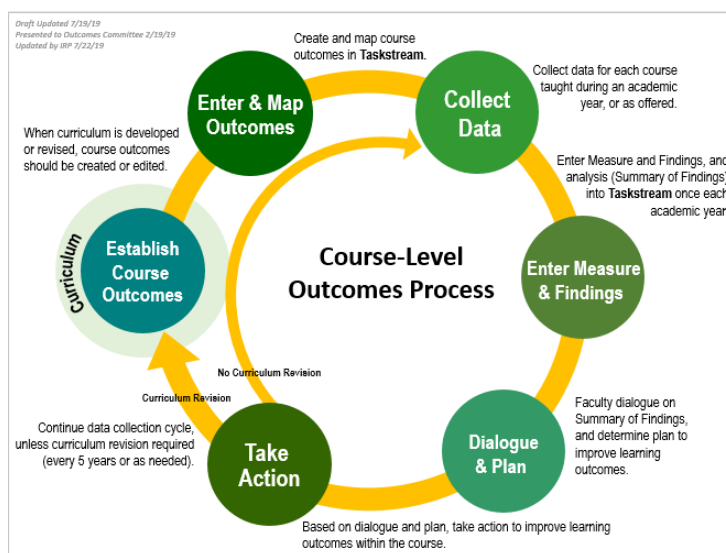 Draft Updated 7/19/19
Presented to Outcomes Committee 2/19/19
Updated by IRP 7/22/19
Create and map course
outcomes in Taskstream.
Enter & Map
Outcomes
Collect
Data
Collect data for each course
taught during an academic
year, or as offered.
When curriculum is developed
or revised, course outcomes
should be created or edited.
Enter Measure and Findings, and
analysis (Summary of Findings)
into Taskstream once each
academic year
Curriculum
Establish
Course
Outcomes
Course-Level
Outcomes Process
Enter Measure
& Findings
No Curriculum Revision
Curriculum Revision
Continue data collection cycle,
unless curriculum revision required
(every 5 years or as needed).
Take
Action
Dialogue
& Plan
Faculty dialogue on
Summary of Findings,
and determine plan to
improve learning
outcomes.
Based on dialogue and plan, take action to improve learning
outcomes within the course.